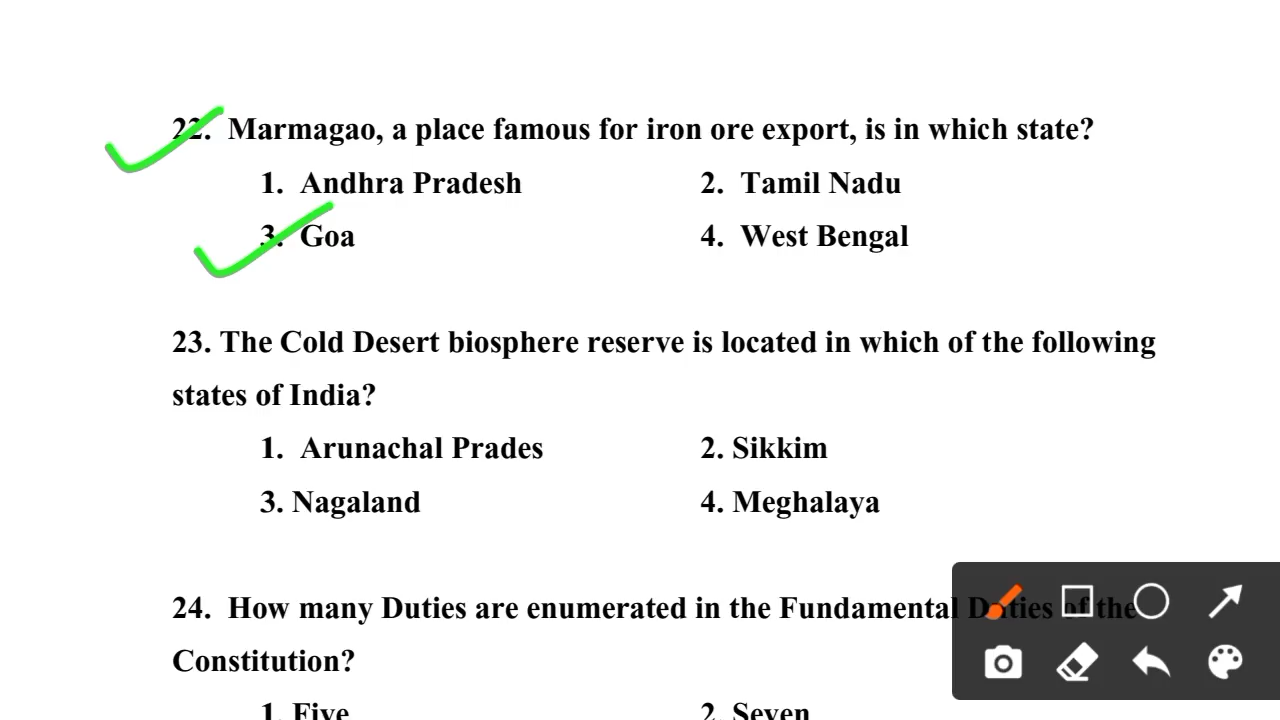 22. Marmagao, a place famous for iron ore export, is in which state?
1. Andhra Pradesh 2. Tamil Nadu
3. Goa 4. West Bengal
23. The Cold Desert biosphere reserve is located in which of the following
states of India?
1. Arunachal Prades 2. Sikkim
3. Nagaland 4. Meghalaya
24. How many Duties are enumerated in the Fundamental Duties of the
Constitution?
1. Five 2. Seven